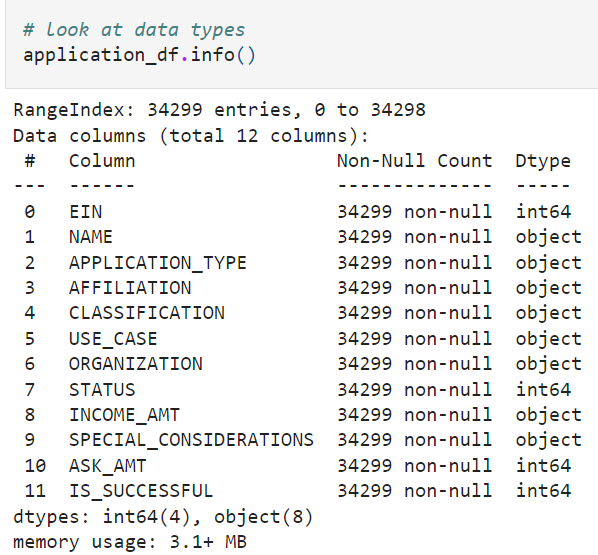 # look at data types
application_df.info()
RangeIndex: 34299 entries, 0 to 34298
Data columns (total 12 columns):
 #   Column                  Non-Null Count  Dtype
---  ------                  --------------  -----
 0   EIN                     34299 non-null  int64
 1   NAME                    34299 non-null  object
 2   APPLICATION_TYPE        34299 non-null  object
 3   AFFILIATION             34299 non-null  object
 4   CLASSIFICATION          34299 non-null  object
 5   USE_CASE                34299 non-null  object
 6   ORGANIZATION            34299 non-null  object
 7   STATUS                  34299 non-null  int64
 8   INCOME_AMT              34299 non-null  object
 9   SPECIAL_CONSIDERATIONS  34299 non-null  object
 10  ASK_AMT                 34299 non-null  int64
 11  IS_SUCCESSFUL           34299 non-null  int64
dtypes: int64(4), object(8)
memory usage: 3.1+ MB